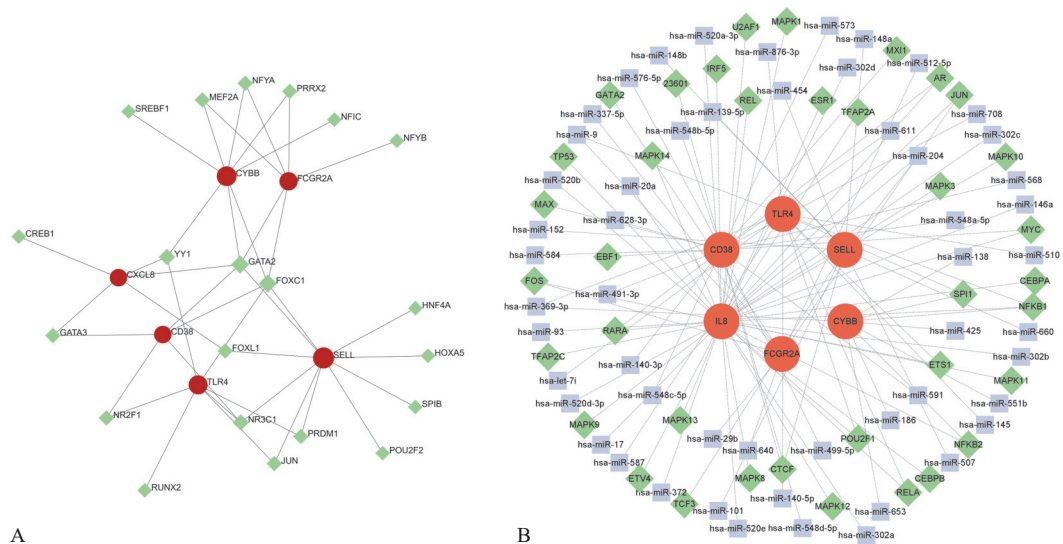 NFYA
PRRX2
MEF2A
SREBF1
NFIC
NFYB
CYBB
FCGR2A
CREB1
YY1
GATA2
CXCL8
FOXC1
HNF4A
GATA3
CD38
FOXL1
SELL
HOXA5
TLR4
NR2F1
NR3C1
SPIB
PRDM1
POU2F2
JUN
RUNX2
A
U2AF1
MAPK1
hsa-miR-573
hsa-miR-520a-3p
hsa-miR-148a
hsa-miR-148b
hsa-miR-876-3p
MXI1
IRF5
hsa-miR-302d
hsa-miR-512-5p
hsa-miR-576-5p
23601
AR
GATA2
REL
hsa-miR-454
ESR1
JUN
hsa-miR-337-5p
hsa-miR-139-5p
TFAP2A
hsa-miR-708
hsa-miR-9
hsa-miR-548b-5p
hsa-miR-611
hsa-miR-302c
TP53
MAPK14
hsa-miR-204
MAPK10
hsa-miR-520b
hsa-miR-20a
MAPK3
hsa-miR-568
MAX
hsa-miR-146a
hsa-miR-628-3p
TLR4
hsa-miR-548a-5p
hsa-miR-152
MYC
hsa-miR-584
EBF1
CD38
SELL
hsa-miR-138
hsa-miR-510
FOS
CEBPA
hsa-miR-491-3p
SPI1
NFKB1
hsa-miR-369-3p
IL8
CYBB
hsa-miR-93
RARA
hsa-miR-425
hsa-miR-660
TFAP2C
FCGR2A
hsa-miR-302b
hsa-miR-140-3p
ETS1
hsa-let-7i
MAPK11
hsa-miR-520d-3p
hsa-miR-548c-5p
hsa-miR-591
hsa-miR-551b
MAPK9
MAPK13
hsa-miR-186
hsa-miR-145
hsa-miR-17
hsa-miR-29b
POU2F1
NFKB2
hsa-miR-587
hsa-miR-640
hsa-miR-499-5p
hsa-miR-507
ETV4
MAPK8
CTCF
CEBPB
hsa-miR-372
RELA
TCF3
hsa-miR-101
hsa-miR-140-5p
MAPK12
hsa-miR-653
hsa-miR-520e
hsa-miR-548d-5p
hsa-miR-302a
B